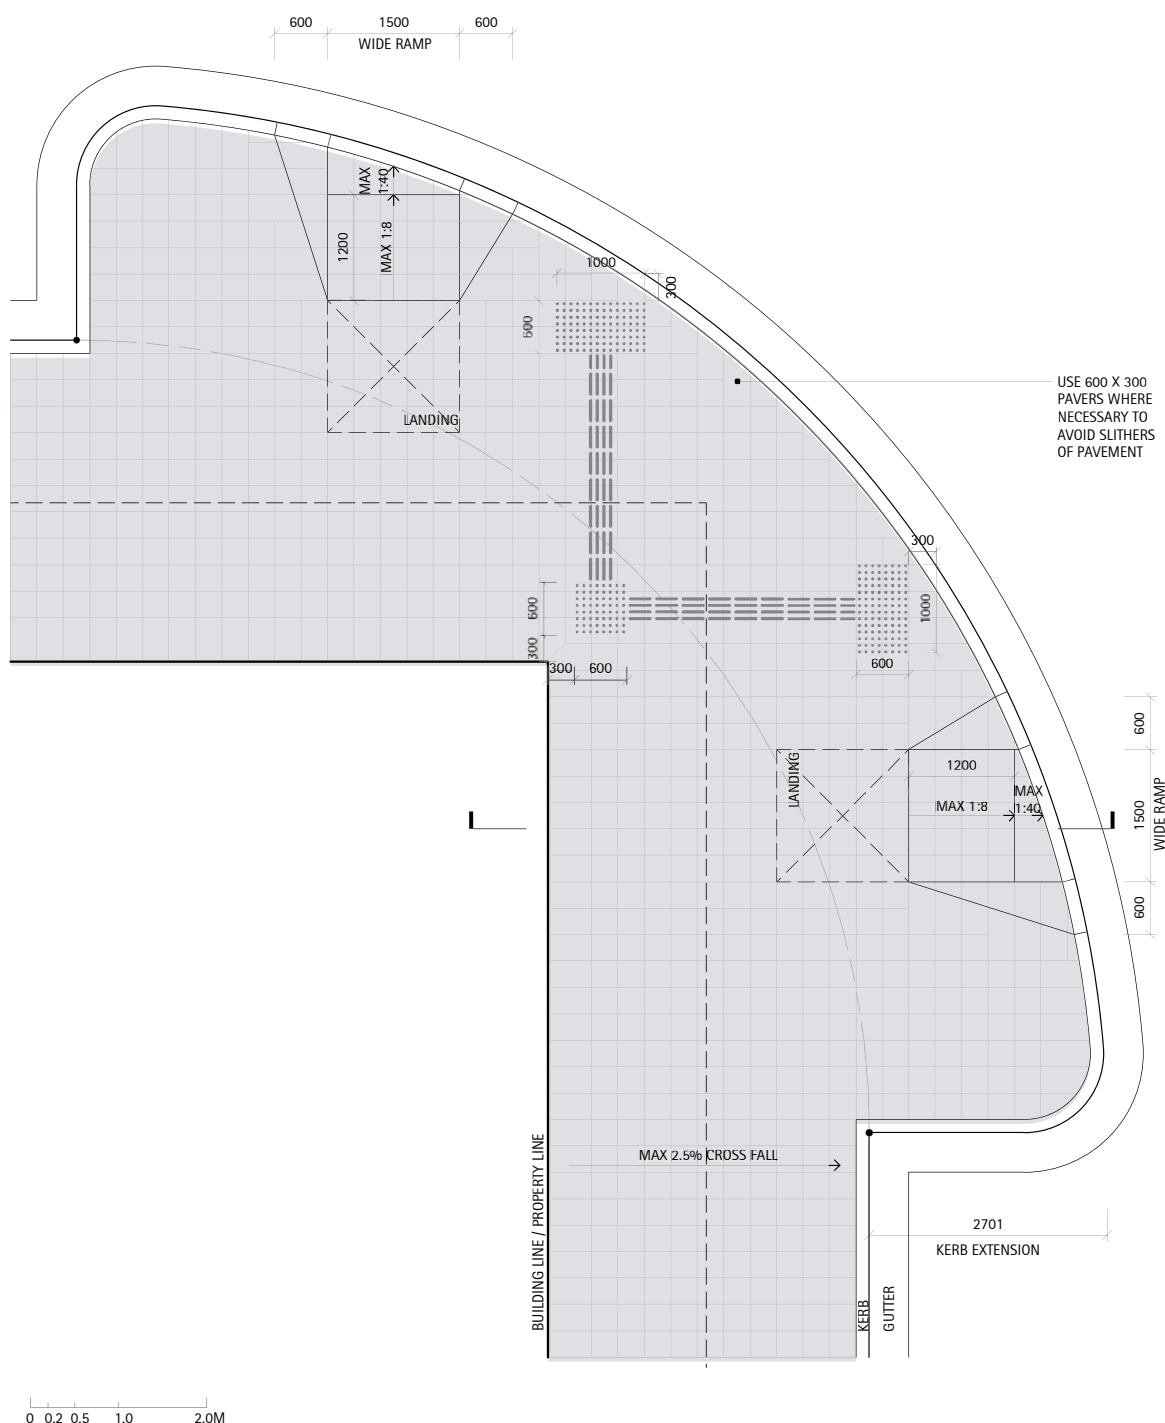 600
1500
600
WIDE RAMP
MAX
1:40
1200
MAX 1:8
LANDING
1000
300
600
USE 600 X 300
PAVERS WHERE
NECESSARY TO
AVOID SLITHERS
OF PAVEMENT
300
1000
600
600
300
300
600
LANDING
1200
MAX 1:8
MAX
1:40
600
1500
WIDE RAMP
600
BUILDING LINE / PROPERTY LINE
MAX 2.5% CROSS FALL
2701
KERB EXTENSION
KERB
GUTTER
0 0.2 0.5 1.0 2.0M